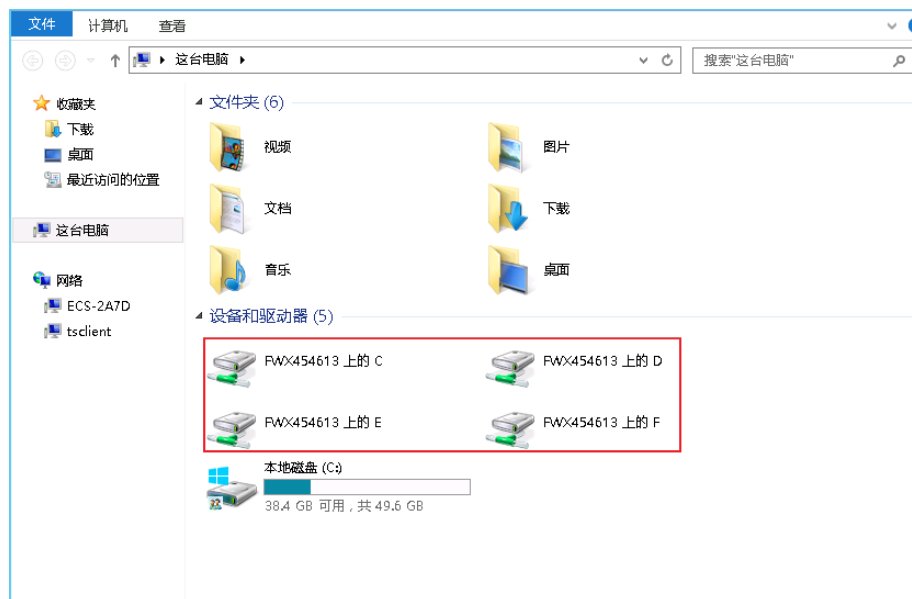 文件 计算机 查看
这台电脑 搜索"这台电脑"
收藏夹
下载
桌面
最近访问的位置
这台电脑
网络
ECS-2A7D
tsclient
文件夹 (6)
视频 图片
文档 下载
音乐 桌面
设备和驱动器 (5)
FWX454613 上的 C FWX454613 上的 D
FWX454613 上的 E FWX454613 上的 F
本地磁盘 (C:)
38.4 GB 可用，共 49.6 GB